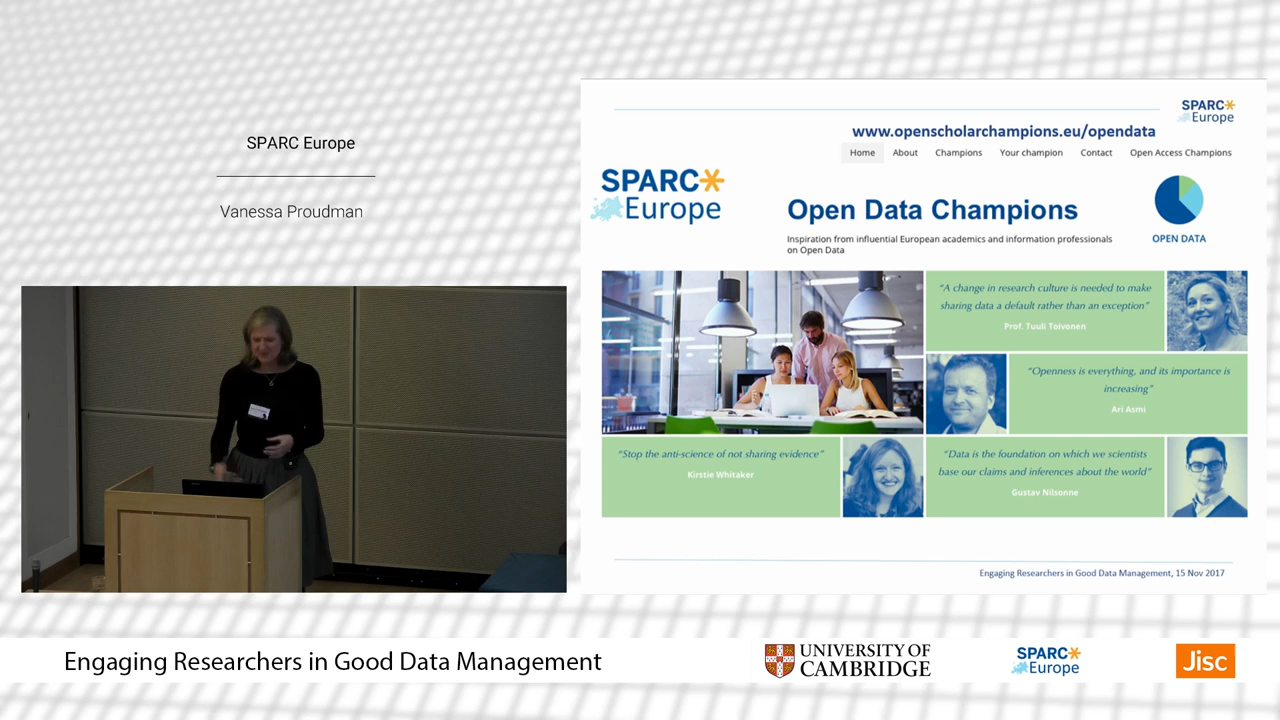 SPARC Europe
Vanessa Proudman
SPARC
Europe
www.openscholarchampions.eu/opendata
Home About Champions Your champion Contact Open Access Champions
SPARC
Europe
Open Data Champions
Inspiration from influential European academics and information professionals
on Open Data
OPEN DATA
“A change in research culture is needed to make
sharing data a default rather than an exception”
Prof. Tuuli Toivonen
“Openness is everything, and its importance is
increasing”
Ari Asmi
“Stop the anti-science of not sharing evidence”
Kirstie Whitaker
“Data is the foundation on which we scientists
base our claims and inferences about the world”
Gustav Nilsonne
Engaging Researchers in Good Data Management, 15 Nov 2017
Engaging Researchers in Good Data Management
UNIVERSITY OF
CAMBRIDGE
SPARC
Europe
Jisc